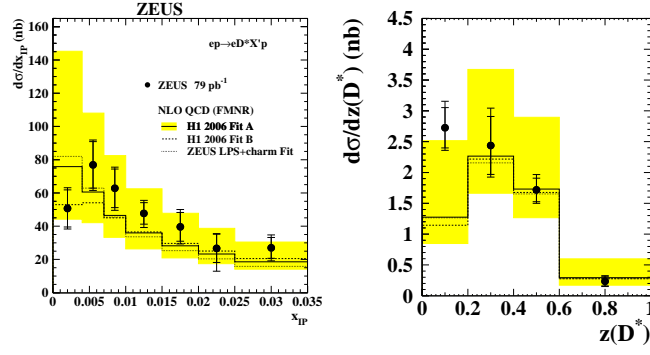 ZEUS
dσ/dx_IP (nb)
160
140
120
100
80
60
40
20
0
ep→eD*X'p
ZEUS 79 pb⁻¹
NLO QCD (FMNR)
H1 2006 Fit A
H1 2006 Fit B
ZEUS LPS+charm Fit
0 0.005 0.01 0.015 0.02 0.025 0.03 0.035
x_IP
dσ/dz(D*) (nb)
4.5
4
3.5
3
2.5
2
1.5
1
0.5
0
0 0.2 0.4 0.6 0.8 1
z(D*)